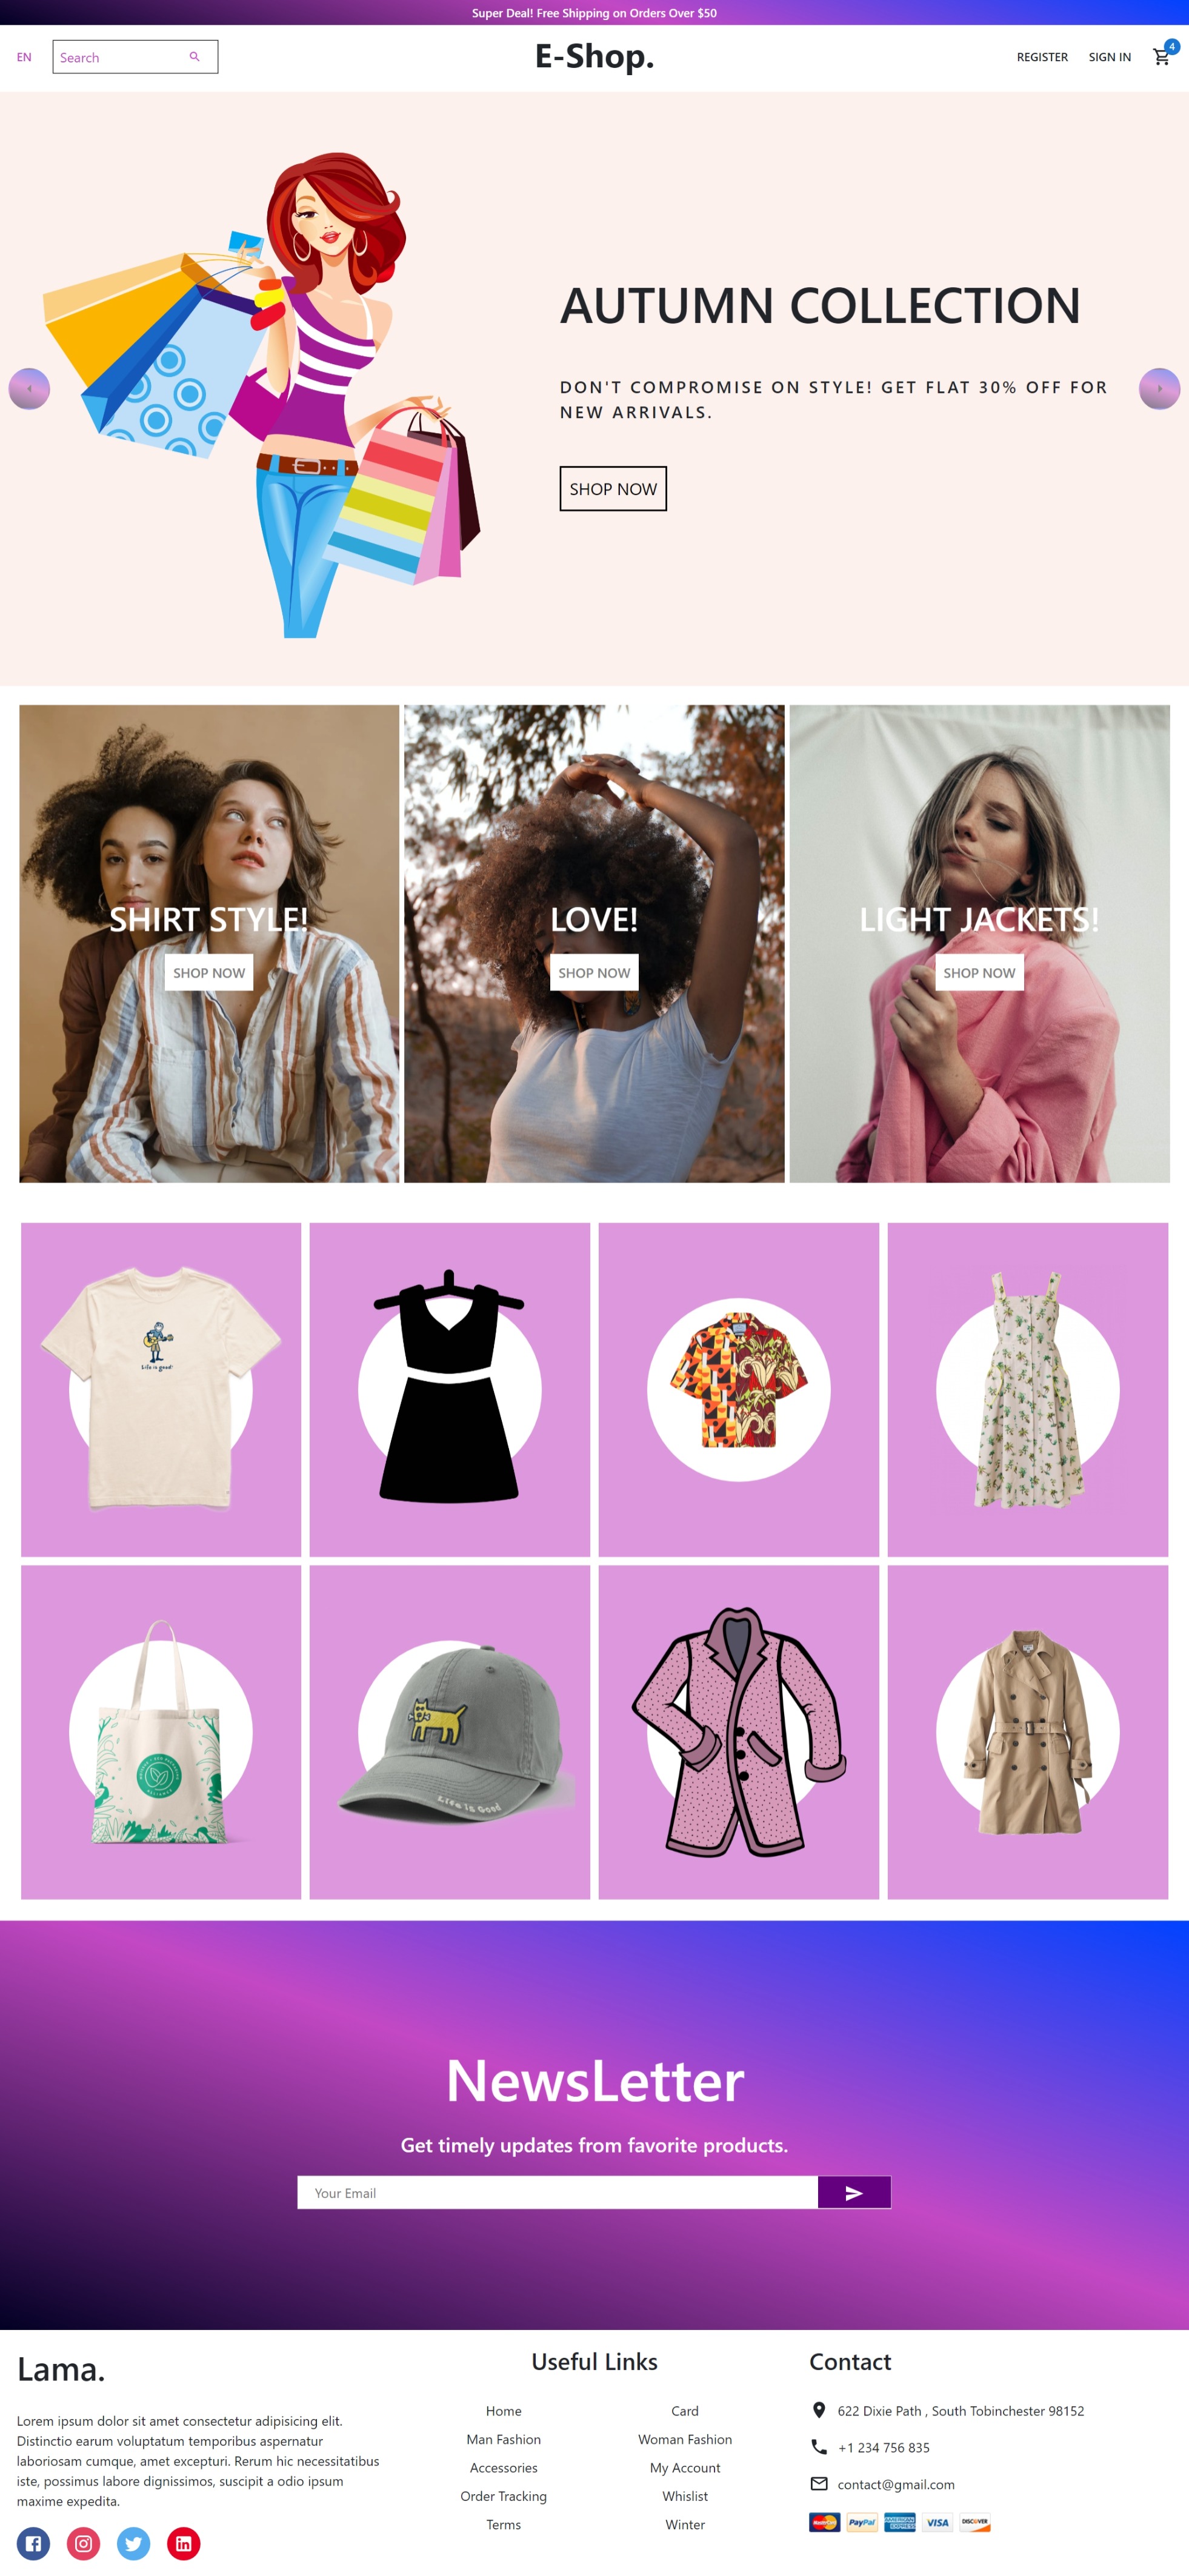 Super Deal! Free Shipping on Orders Over $50
EN
Search
E-Shop.
REGISTER
SIGN IN
4
AUTUMN COLLECTION
DON'T COMPROMISE ON STYLE! GET FLAT 30% OFF FOR
NEW ARRIVALS.
SHOP NOW
SHIRT STYLE!
SHOP NOW
LOVE!
SHOP NOW
LIGHT JACKETS!
SHOP NOW
Life is good!
Life is Good
NewsLetter
Get timely updates from favorite products.
Your Email
Lama.
Lorem ipsum dolor sit amet consectetur adipisicing elit.
Distinctio earum voluptatum temporibus aspernatur
laboriosam cumque, amet excepturi. Rerum hic necessitatibus
iste, possimus labore dignissimos, suscipit a odio ipsum
maxime expedita.
Useful Links
Home
Card
Man Fashion
Woman Fashion
Accessories
My Account
Order Tracking
Whislist
Terms
Winter
Contact
622 Dixie Path , South Tobinchester 98152
+1 234 756 835
contact@gmail.com
MasterCard
PayPal
AMERICAN EXPRESS
VISA
DISCOVER